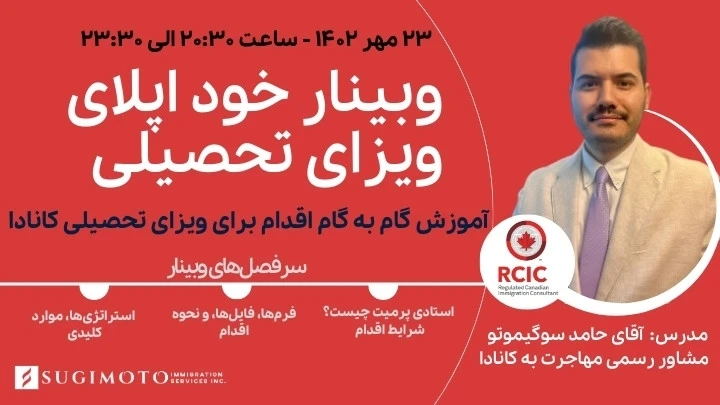 ۲۳ مهر ۱۴۰۲ - ساعت ۲۰:۳۰ الی ۲۳:۳۰
وبینار خود اپلای
ویزای تحصیلی
آموزش گام به گام اقدام برای ویزای تحصیلی کانادا
سرفصل‌های وبینار
استادی پرمیت چیست؟
شرایط اقدام
فرم‌ها، فایل‌ها، و نحوه
اقدام
استراتژی‌ها، موارد
کلیدی
RCIC
Regulated Canadian
Immigration Consultant
مدرس: آقای حامد سوگیموتو
مشاور رسمی مهاجرت به کانادا
SUGIMOTO
IMMIGRATION
SERVICES INC.